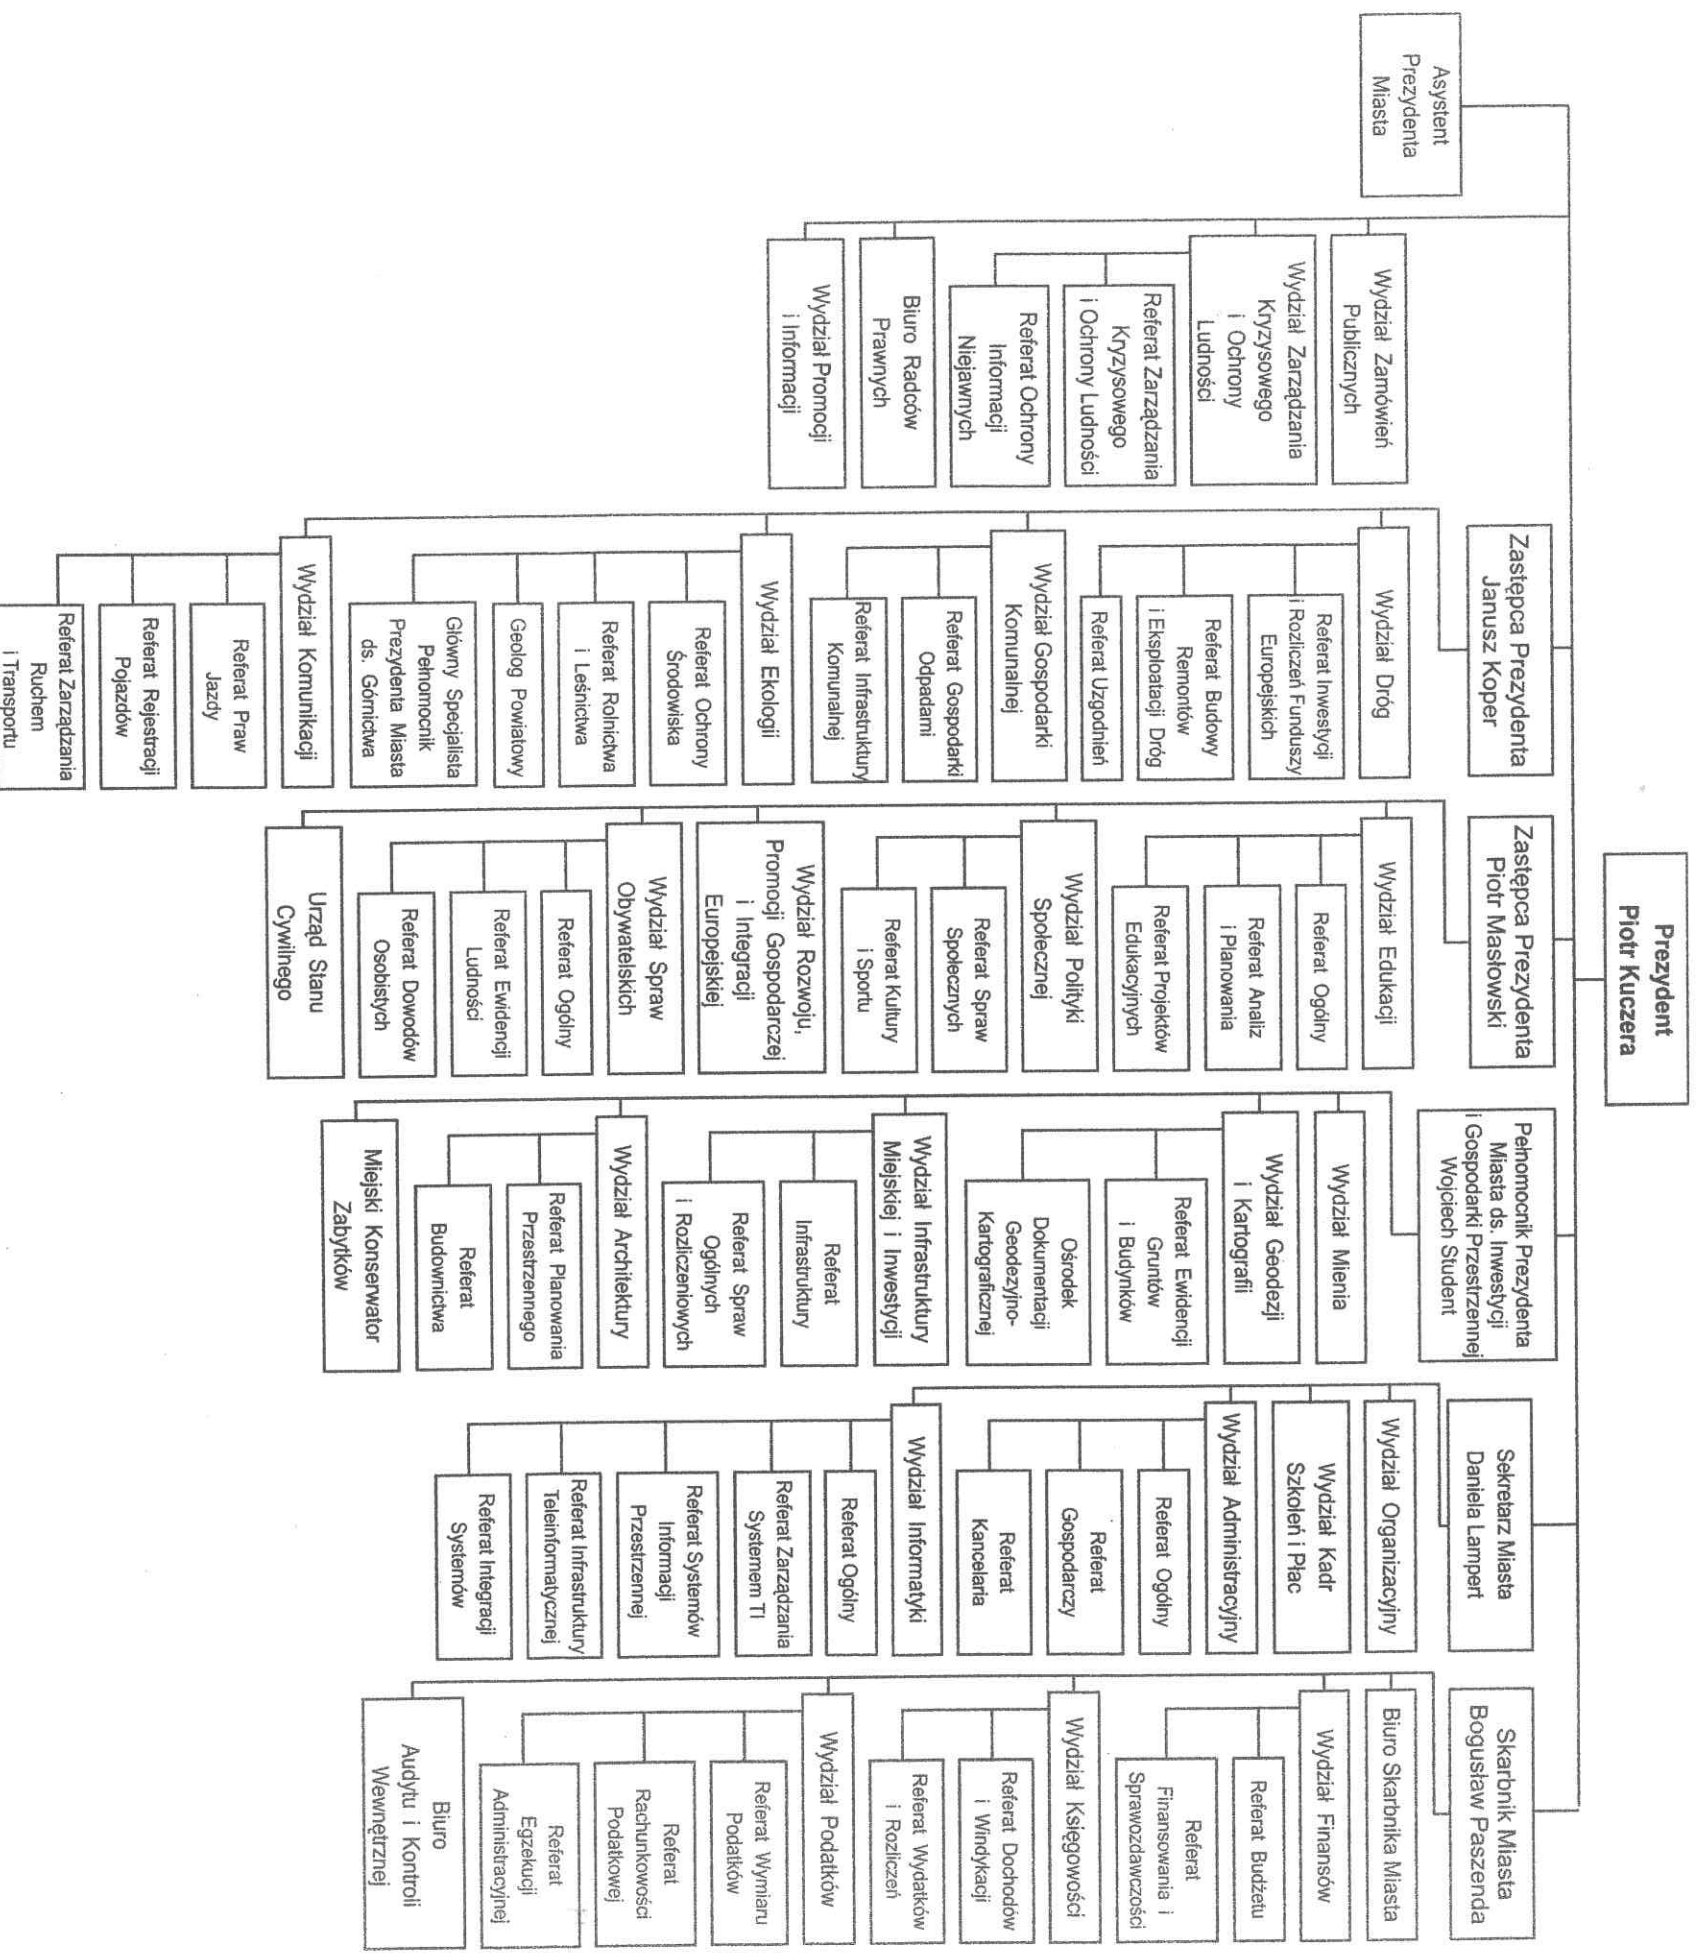 Prezydent
Piotr Kuczera
Asystent
Prezydenta
Miasta
Wydział Zamówień
Publicznych
Wydział Zarządzania
Kryzysowego
i Ochrony
Ludności
Referat Zarządzania
Kryzysowego
i Ochrony Ludności
Referat Ochrony
Informacji
Niejawnych
Biuro Radców
Prawnych
Wydział Promocji
i Informacji
Zastępca Prezydenta
Janusz Koper
Wydział Dróg
Referat Inwestycji
i Rozliczeń Funduszy
Europejskich
Referat Budowy
Remontów
i Eksploatacji Dróg
Referat Uzgodnień
Wydział Gospodarki
Komunalnej
Referat Gospodarki
Odpadami
Referat Infrastruktury
Komunalnej
Wydział Ekologii
Referat Ochrony
Środowiska
Referat Rolnictwa
i Leśnictwa
Geolog Powiatowy
Główny Specjalista
Pełnomocnik
Prezydenta Miasta
ds. Górnictwa
Wydział Komunikacji
Referat Praw
Jazdy
Referat Rejestracji
Pojazdów
Referat Zarządzania
Ruchem
i Transportu
Zastępca Prezydenta
Piotr Masłowski
Wydział Edukacji
Referat Ogólny
Referat Analiz
i Planowania
Referat Projektów
Edukacyjnych
Wydział Polityki
Społecznej
Referat Spraw
Społecznych
Referat Kultury
i Sportu
Wydział Rozwoju,
Promocji Gospodarczej
i Integracji
Europejskiej
Wydział Spraw
Obywatelskich
Referat Ogólny
Referat Ewidencji
Ludności
Referat Dowodów
Osobistych
Urząd Stanu
Cywilnego
Pełnomocnik Prezydenta
Miasta ds. Inwestycji
i Gospodarki Przestrzennej
Wojciech Student
Wydział Mienia
Wydział Geodezji
i Kartografii
Referat Ewidencji
Gruntów
i Budynków
Ośrodek
Dokumentacji
Geodezyjno-
Kartograficznej
Wydział Infrastruktury
Miejskiej i Inwestycji
Referat
Infrastruktury
Referat Spraw
Ogólnych
i Rozliczeniowych
Wydział Architektury
Referat Planowania
Przestrzennego
Referat
Budownictwa
Miejski Konserwator
Zabytków
Sekretarz Miasta
Daniela Lampert
Wydział Organizacyjny
Wydział Kadr
Szkoleń i Płac
Wydział Administracyjny
Referat Ogólny
Referat
Gospodarczy
Referat
Kancelaria
Wydział Informatyki
Referat Ogólny
Referat Zarządzania
Systemem TI
Referat Systemów
Informacji
Przestrzennej
Referat Infrastruktury
Teleinformatycznej
Referat Integracji
Systemów
Skarbnik Miasta
Bogusław Paszenda
Biuro Skarbnika Miasta
Wydział Finansów
Referat Budżetu
Referat
Finansowania i
Sprawozdawczości
Wydział Księgowości
Referat Dochodów
i Windykacji
Referat Wydatków
i Rozliczeń
Wydział Podatków
Referat Wymiaru
Podatków
Referat
Rachunkowości
Podatkowej
Referat
Egzekucji
Administracyjnej
Biuro
Audytu i Kontroli
Wewnętrznej